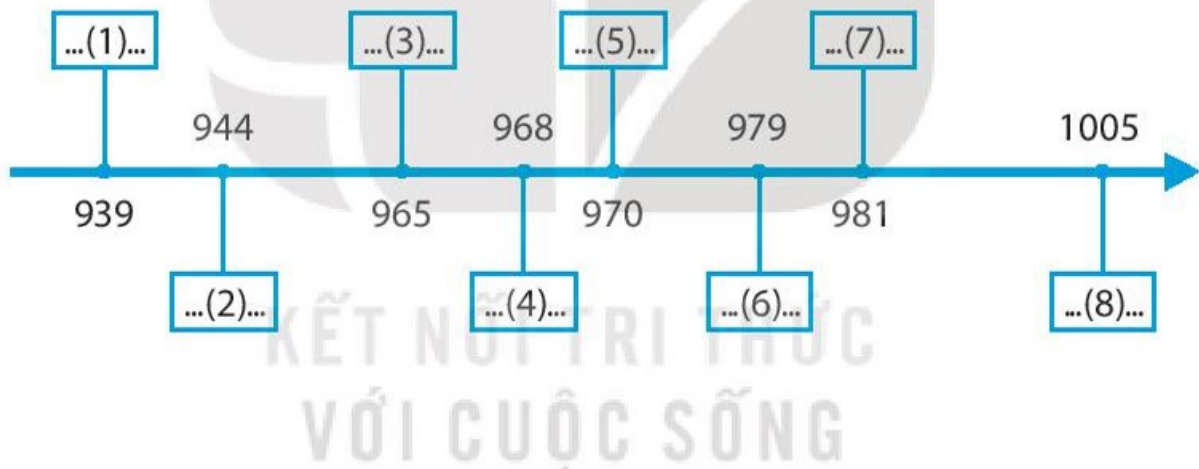 ...(1)... ...(3)... ...(5)... ...(7)...
944 968 979 1005
939 965 970 981
...(2)... ...(4)... ...(6)... ...(8)...
KẾT NỐI TRI THỨC
VỚI CUỘC SỐNG